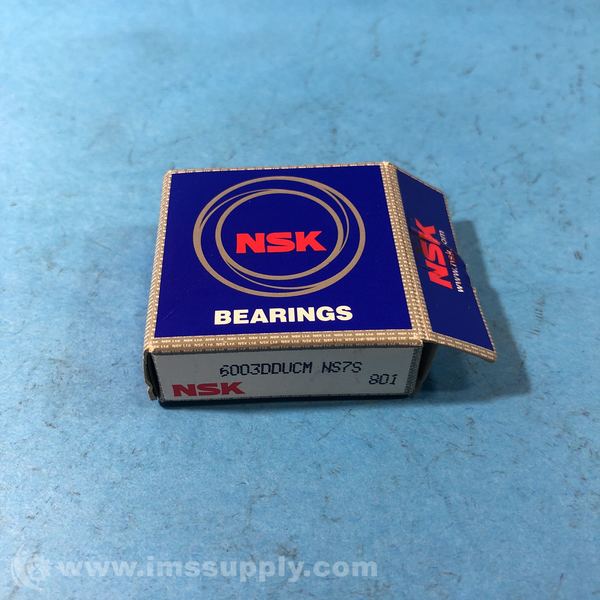 NSK
BEARINGS
NSK
www.nsk.com
6003DDUCM NS7S
NSK
801
www.imssupply.com